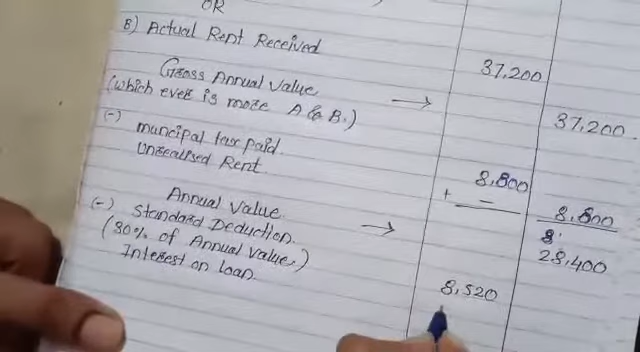 OR
B) Actual Rent Received
37,200
Gross Annual Value
(which ever is more A & B.) →
37,200
(-) muncipal tax paid
8,800
Unrealised Rent
+ –
8,800
Annual Value
8
28,400
(-) Standard Deduction →
(30% of Annual Value.)
8,520
Interest on loan